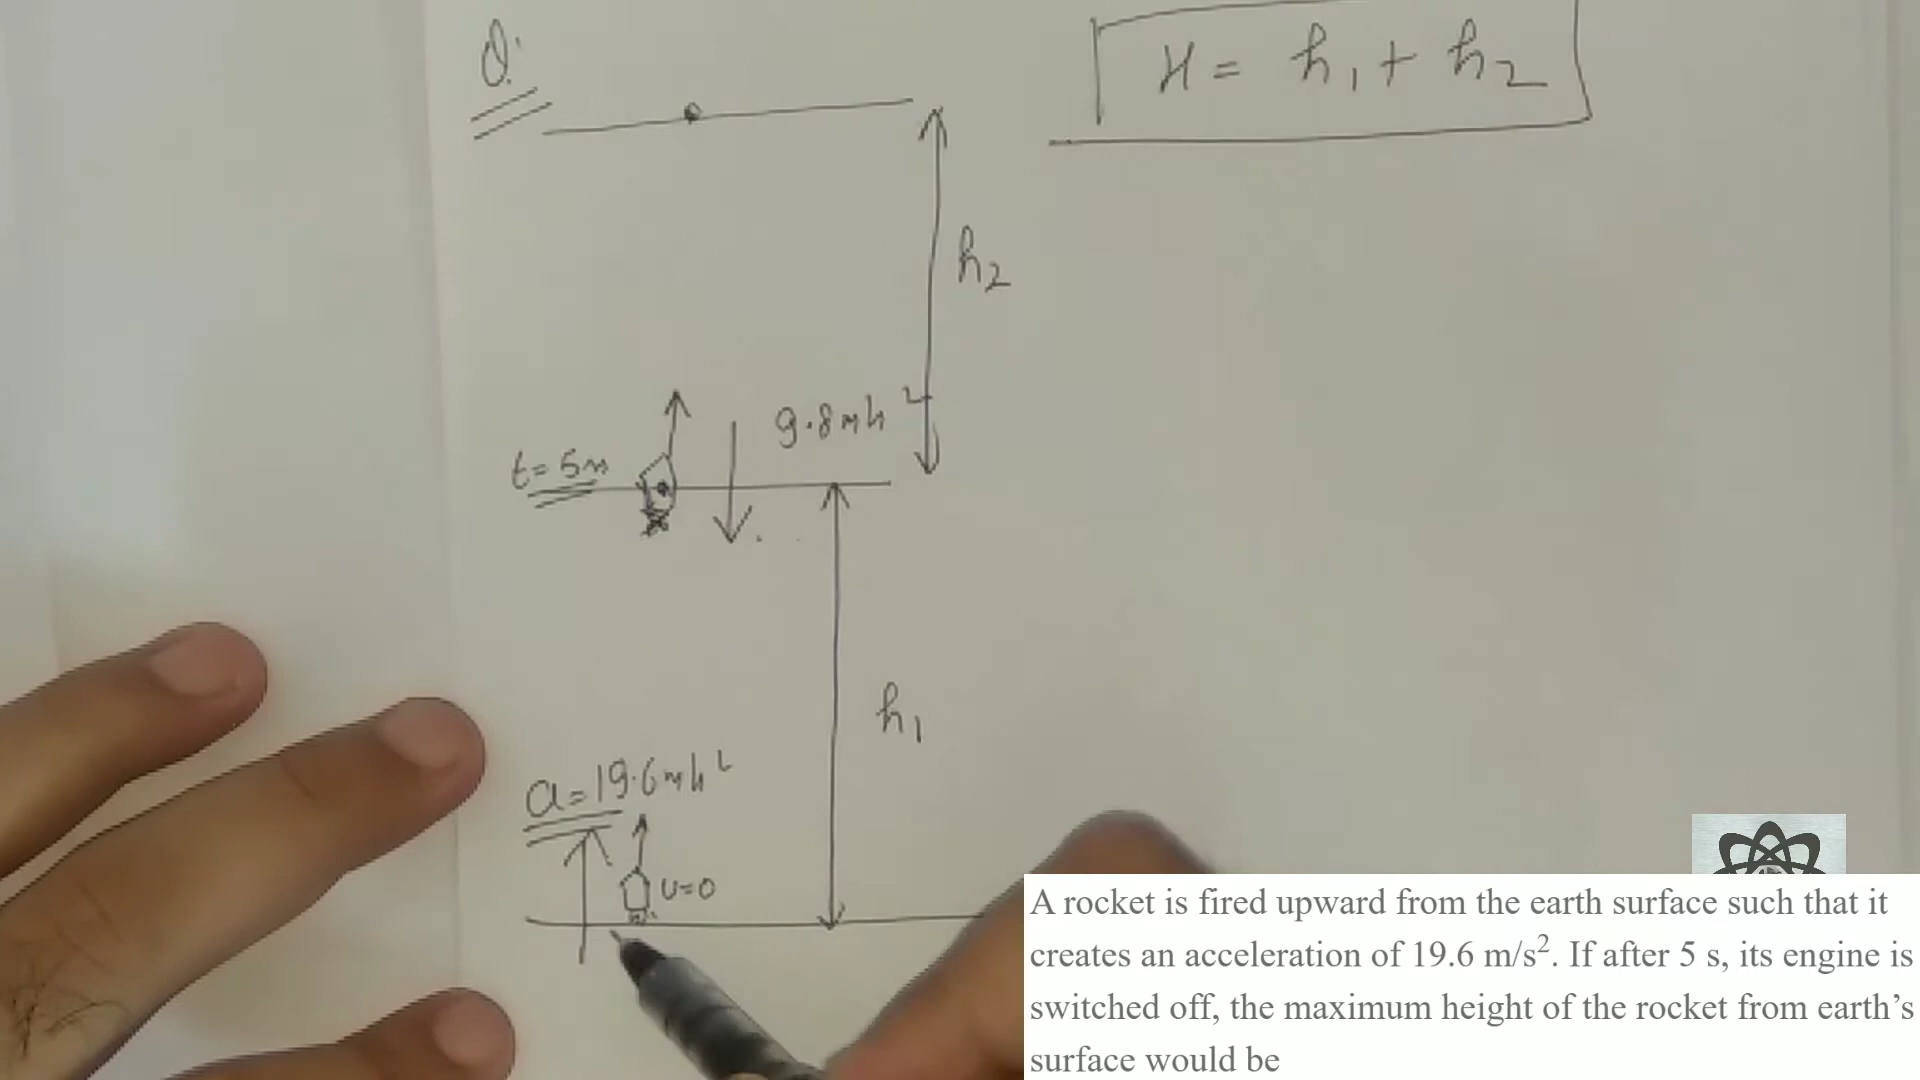 Q.
H = h₁ + h₂
h₂
9.8 m/s²
t = 5s
h₁
a = 19.6 m/s²
u=0
A rocket is fired upward from the earth surface such that it
creates an acceleration of 19.6 m/s². If after 5 s, its engine is
switched off, the maximum height of the rocket from earth’s
surface would be